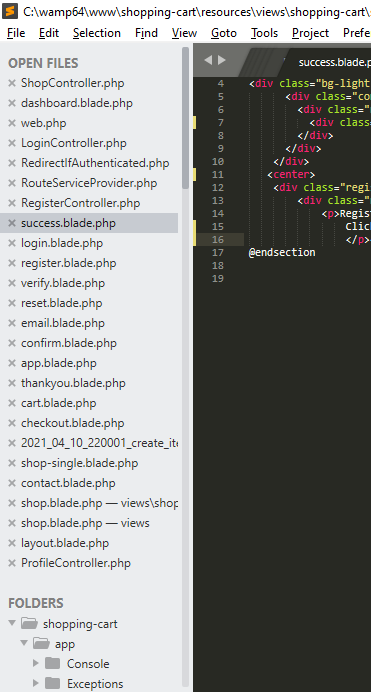 C:\wamp64\www\shopping-cart\resources\views\shopping-cart\
File Edit Selection Find View Goto Tools Project Prefe
OPEN FILES
ShopController.php
dashboard.blade.php
web.php
LoginController.php
RedirectIfAuthenticated.php
RouteServiceProvider.php
RegisterController.php
success.blade.php
login.blade.php
register.blade.php
verify.blade.php
reset.blade.php
email.blade.php
confirm.blade.php
app.blade.php
thankyou.blade.php
cart.blade.php
checkout.blade.php
2021_04_10_220001_create_ite
shop-single.blade.php
contact.blade.php
shop.blade.php — views\shop
shop.blade.php — views
layout.blade.php
ProfileController.php
FOLDERS
shopping-cart
app
Console
Exceptions
success.blade.p
4 <div class="bg-light
5 <div class="con
6 <div class="
7 <div clas
8 </div>
9 </div>
10 </div>
11 <center>
12 <div class="regis
13 <div class="
14 <p>Regist
15 Click
16 </p>
17 @endsection
18
19